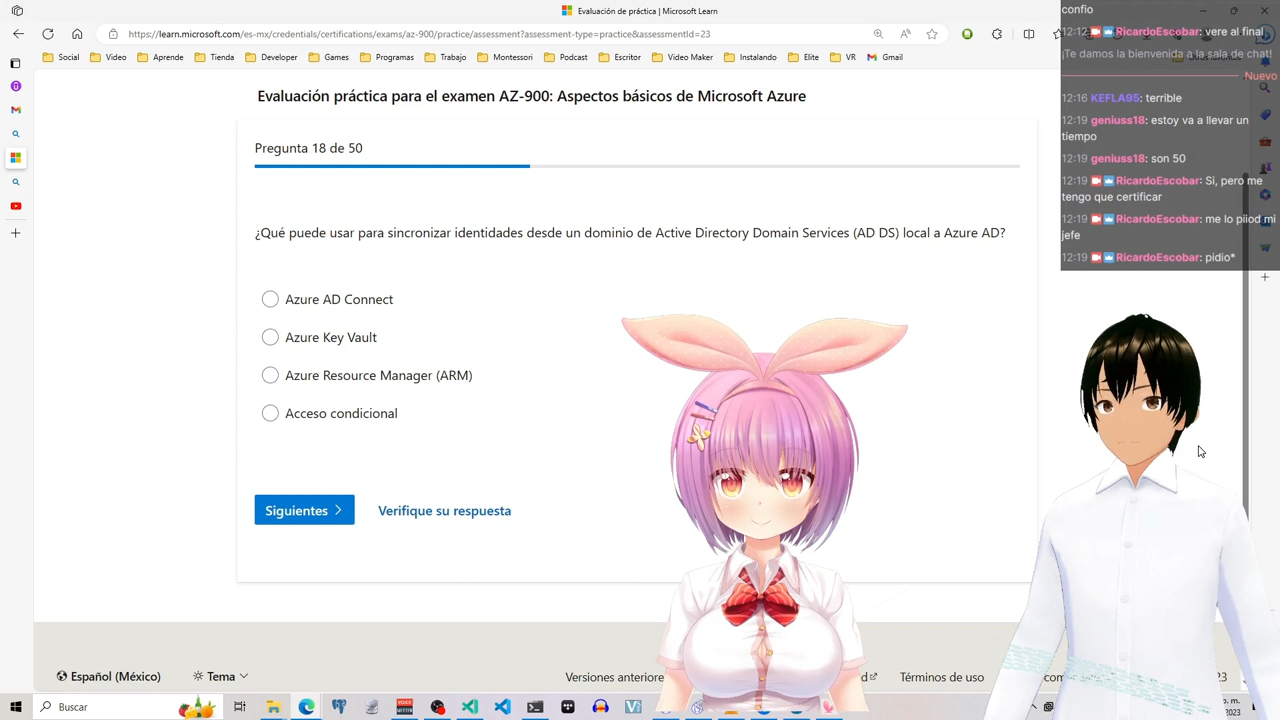 Evaluación de práctica | Microsoft Learn
https://learn.microsoft.com/es-mx/credentials/certifications/exams/az-900/practice/assessment?assessment-type=practice&assessmentId=23
Social
Video
Aprende
Tienda
Developer
Games
Programas
Trabajo
Montessori
Podcast
Escritor
Video Maker
Instalando
Elite
VR
Gmail
Evaluación práctica para el examen AZ-900: Aspectos básicos de Microsoft Azure
Pregunta 18 de 50
¿Qué puede usar para sincronizar identidades desde un dominio de Active Directory Domain Services (AD DS) local a Azure AD?
Azure AD Connect
Azure Key Vault
Azure Resource Manager (ARM)
Acceso condicional
Siguientes
Verifique su respuesta
confio
12:12 RicardoEscobar: vere al final
¡Te damos la bienvenida a la sala de chat!
Nuevo
12:16 KEFLA95: terrible
12:19 geniuss18: estoy va a llevar un
tiempo
12:19 geniuss18: son 50
12:19 RicardoEscobar: Si, pero me
tengo que certificar
12:19 RicardoEscobar: me lo piiod mi
jefe
12:19 RicardoEscobar: pidio*
Español (México)
Tema
Versiones anteriore
Términos de uso
Buscar
2023